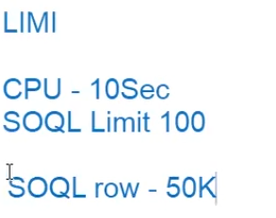 LIMI
CPU - 10Sec
SOQL Limit 100
SOQL row - 50K